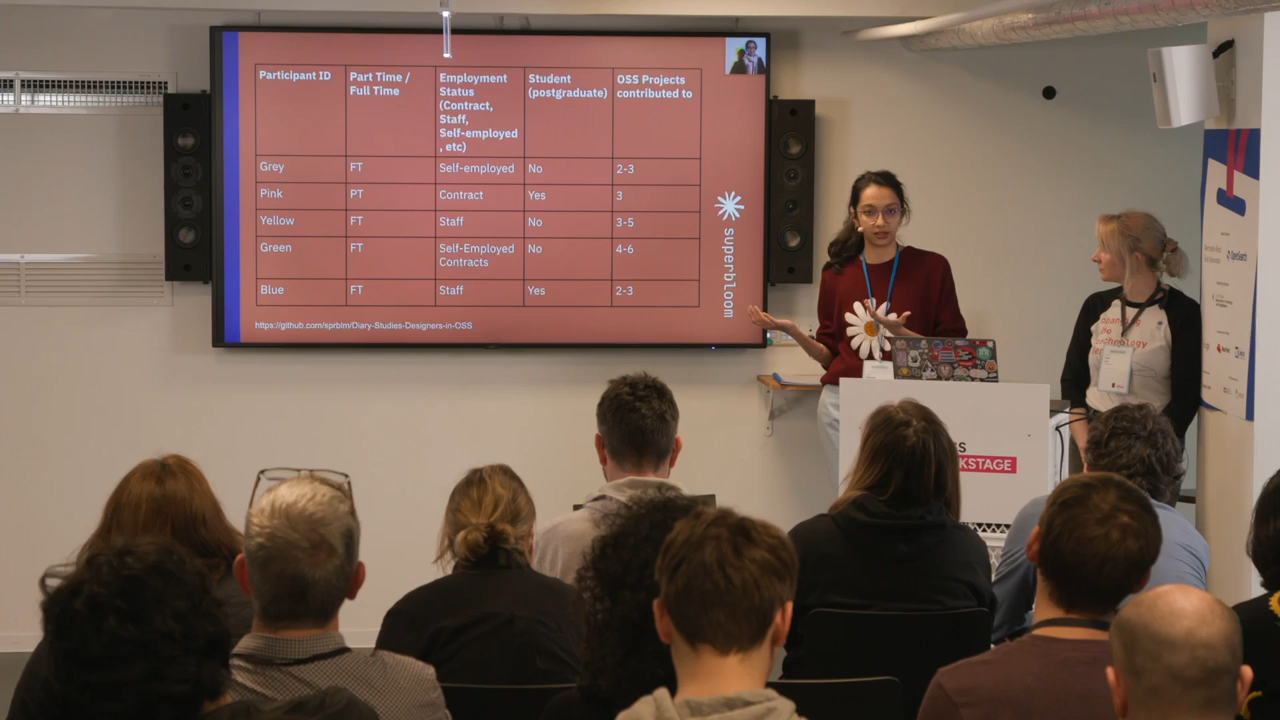 Participant ID
Part Time /
Full Time
Employment
Status
(Contract,
Staff,
Self-employed
, etc)
Student
(postgraduate)
OSS Projects
contributed to
Grey
FT
Self-employed
No
2-3
Pink
PT
Contract
Yes
3
Yellow
FT
Staff
No
3-5
Green
FT
Self-Employed
Contracts
No
4-6
Blue
FT
Staff
Yes
2-3
https://github.com/sprblm/Diary-Studies-Designers-in-OSS
superbloom
OpenSearch
KSTAGE